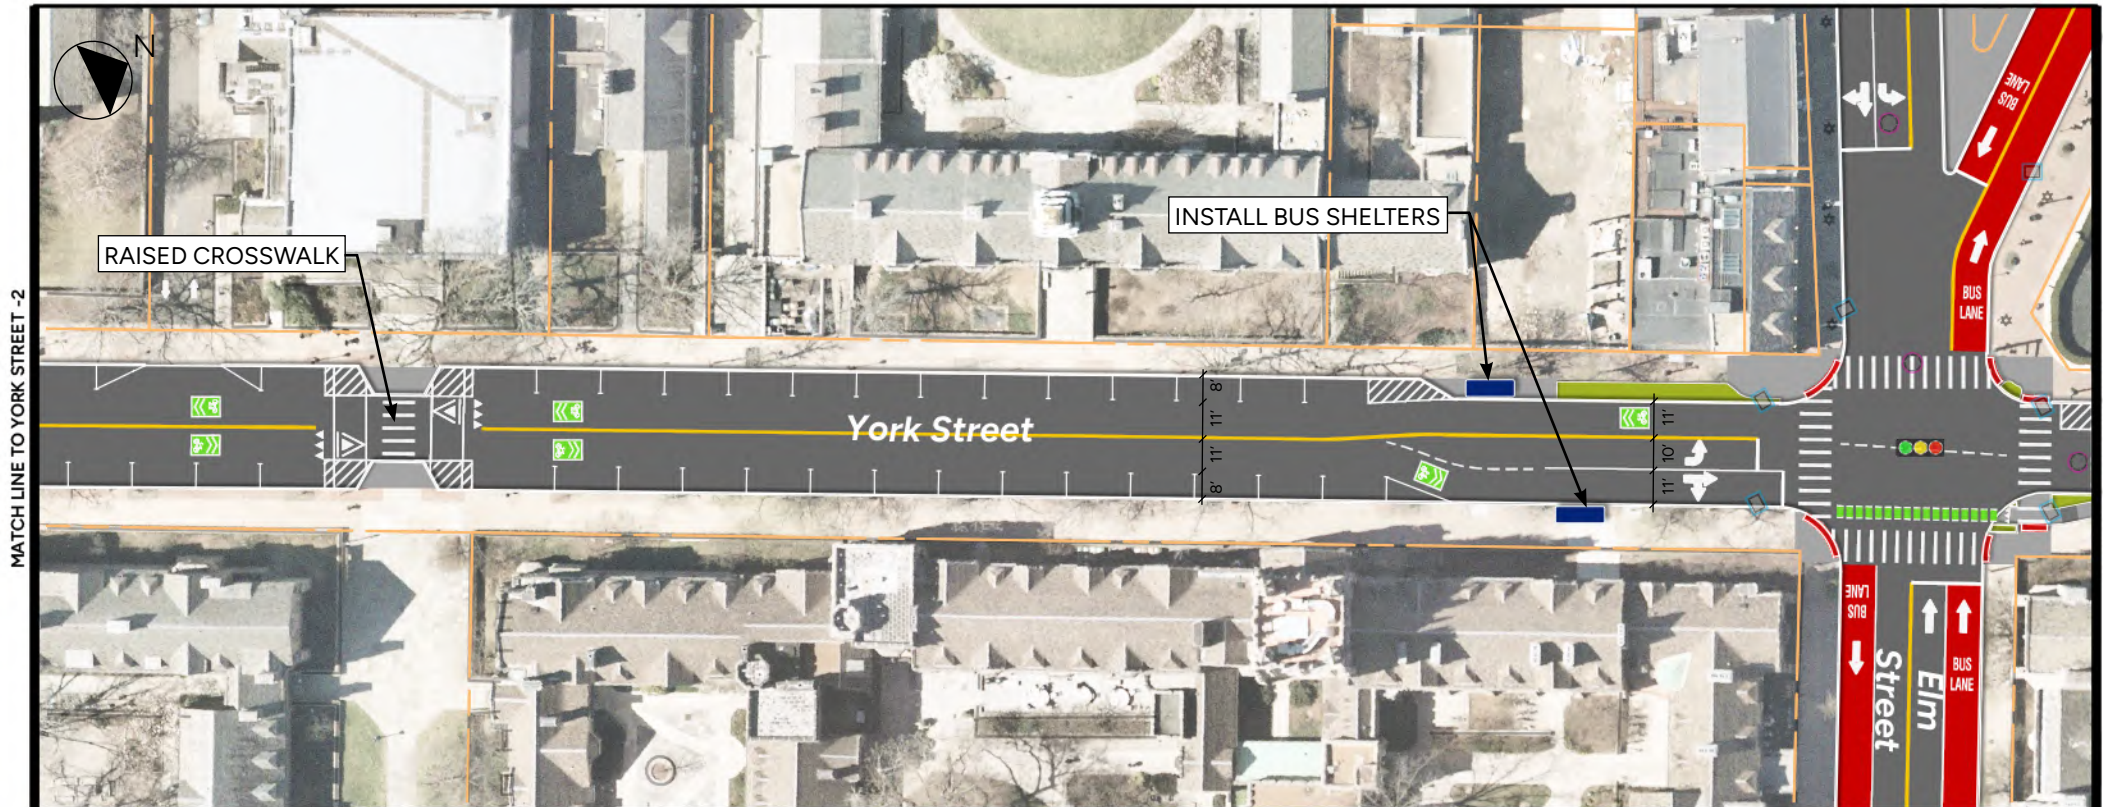 N
BUS
LANE
RAISED CROSSWALK
INSTALL BUS SHELTERS
MATCH LINE TO YORK STREET -2
BUS
LANE
York Street
8'
11'
11'
8'
11'
10'
11'
BUS
LANE
Elm
Street
BUS
LANE